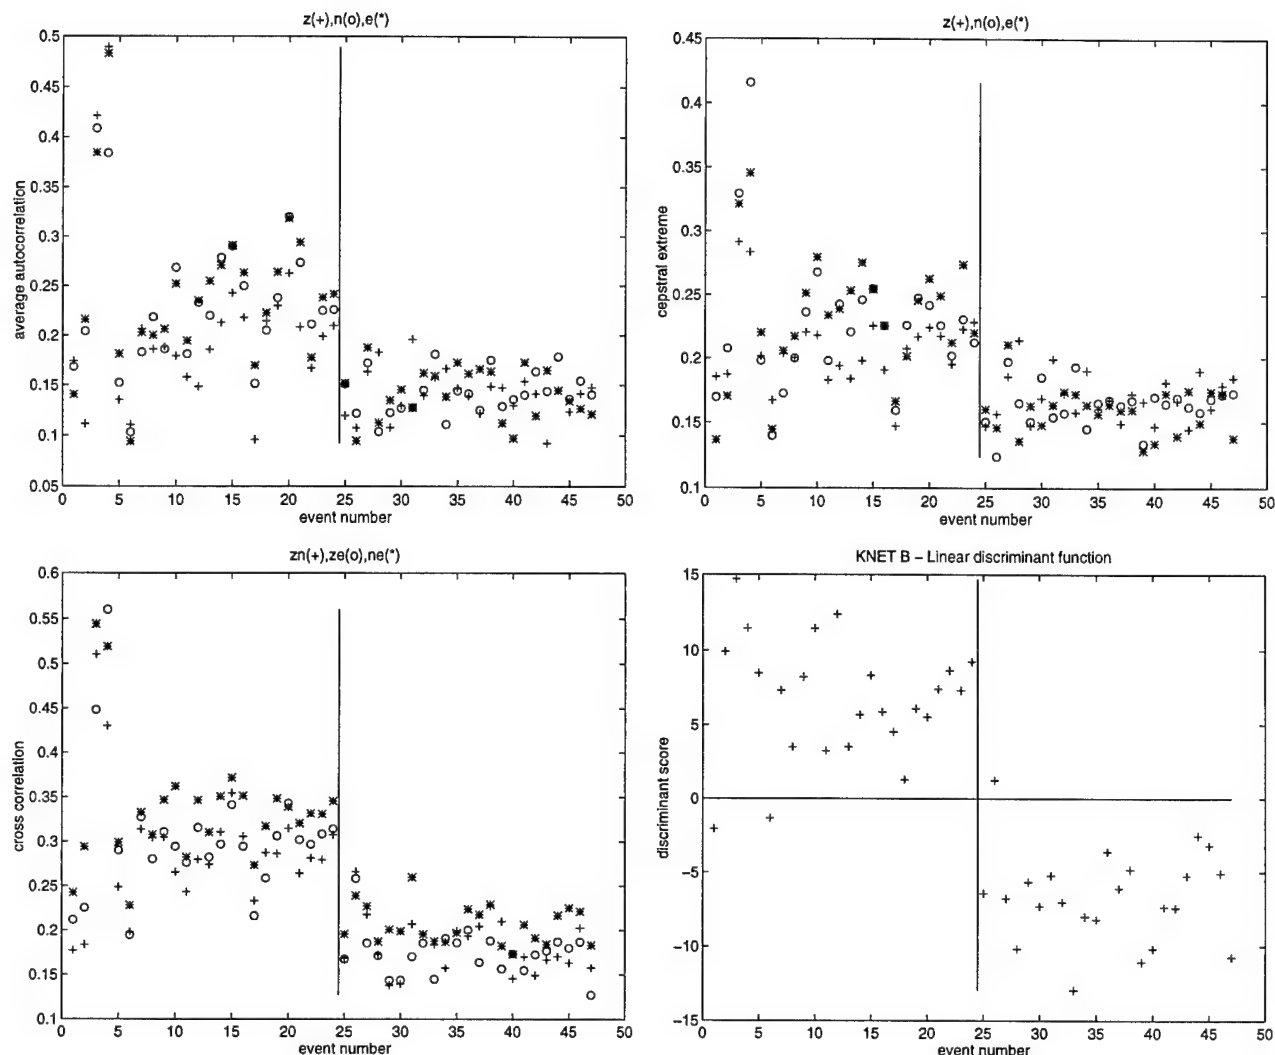 z(+),n(o),e(*)
0.5
0.45
0.4
0.35
0.3
0.25
0.2
0.15
0.1
0.05
average autocorrelation
0 5 10 15 20 25 30 35 40 45 50
event number
z(+),n(o),e(*)
0.45
0.4
0.35
0.3
0.25
0.2
0.15
0.1
cepstral extreme
0 5 10 15 20 25 30 35 40 45 50
event number
zn(+),ze(o),ne(*)
0.6
0.55
0.5
0.45
0.4
0.35
0.3
0.25
0.2
0.15
0.1
cross correlation
0 5 10 15 20 25 30 35 40 45 50
event number
KNET B – Linear discriminant function
15
10
5
0
−5
−10
−15
discriminant score
0 5 10 15 20 25 30 35 40 45 50
event number